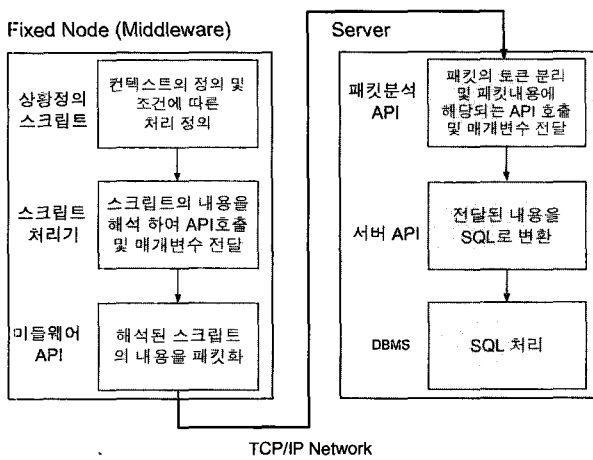 Fixed Node (Middleware)
상황정의
스크립트
컨텍스트의 정의 및
조건에 따른
처리 정의
스크립트
처리기
스크립트의 내용을
해석 하여 API호출
및 매개변수 전달
미들웨어
API
해석된 스크립트
의 내용을 패킷화
Server
패킷분석
API
패킷의 토큰 분리
및 패킷내용에
해당되는 API 호출
및 매개변수 전달
서버 API
전달된 내용을
SQL로 변환
DBMS
SQL 처리
TCP/IP Network